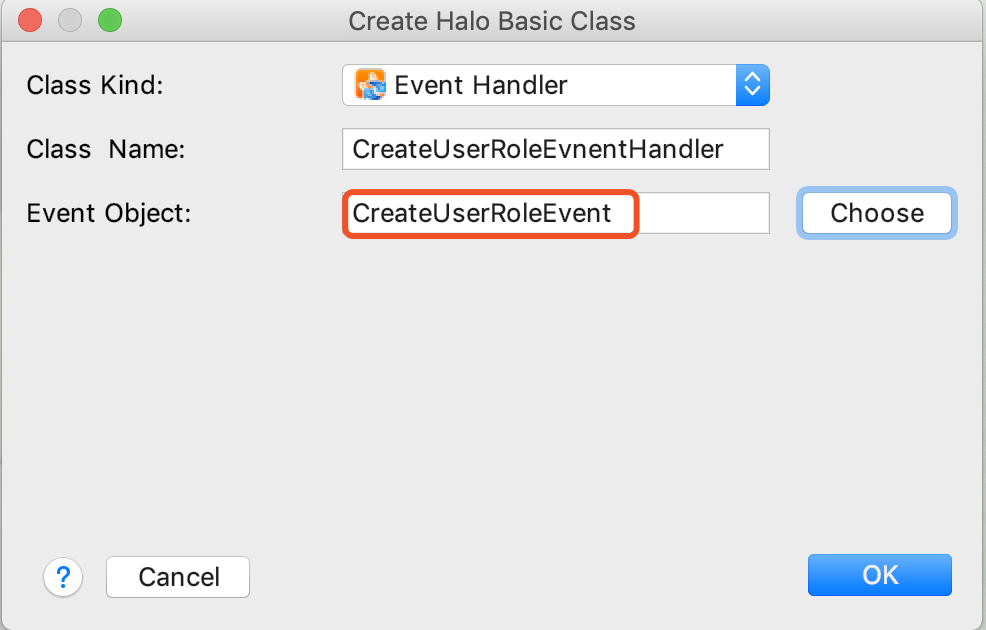 Create Halo Basic Class
Class Kind: Event Handler
Class Name: CreateUserRoleEvnentHandler
Event Object: CreateUserRoleEvent Choose
? Cancel OK